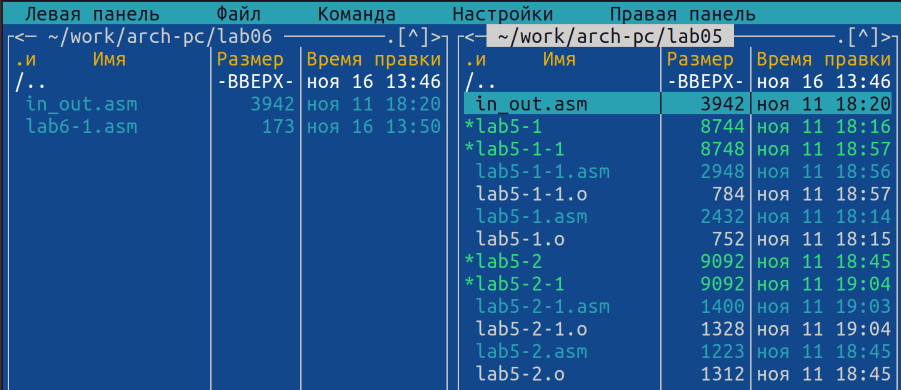 Левая панель Файл Команда Настройки Правая панель
<─ ~/work/arch-pc/lab06 .[^]>
.и Имя Размер Время правки
/.. -ВВЕРХ- ноя 16 13:46
in_out.asm 3942 ноя 11 18:20
lab6-1.asm 173 ноя 16 13:50
<─ ~/work/arch-pc/lab05 .[^]>
.и Имя Размер Время правки
/.. -ВВЕРХ- ноя 16 13:46
in_out.asm 3942 ноя 11 18:20
*lab5-1 8744 ноя 11 18:16
*lab5-1-1 8748 ноя 11 18:57
lab5-1-1.asm 2948 ноя 11 18:56
lab5-1-1.o 784 ноя 11 18:57
lab5-1.asm 2432 ноя 11 18:14
lab5-1.o 752 ноя 11 18:15
*lab5-2 9092 ноя 11 18:45
*lab5-2-1 9092 ноя 11 19:04
lab5-2-1.asm 1400 ноя 11 19:03
lab5-2-1.o 1328 ноя 11 19:04
lab5-2.asm 1223 ноя 11 18:45
lab5-2.o 1312 ноя 11 18:45